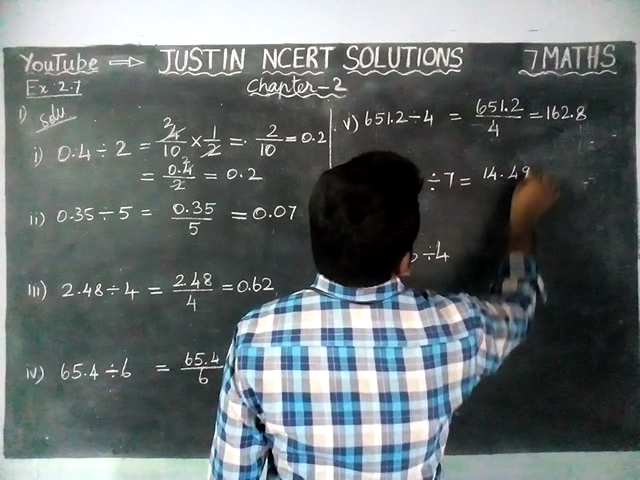 YouTube ⇒ JUSTIN NCERT SOLUTIONS 7 MATHS
Ex 2.7 Chapter-2
1) Solu
i) 0.4 ÷ 2 = 4/10 × 1/2 = 2/10 = 0.2
= 0.4/2 = 0.2
ii) 0.35 ÷ 5 = 0.35/5 = 0.07
iii) 2.48 ÷ 4 = 2.48/4 = 0.62
iv) 65.4 ÷ 6 = 65.4/6
v) 651.2 ÷ 4 = 651.2/4 = 162.8
÷ 7 = 14.49
÷ 4